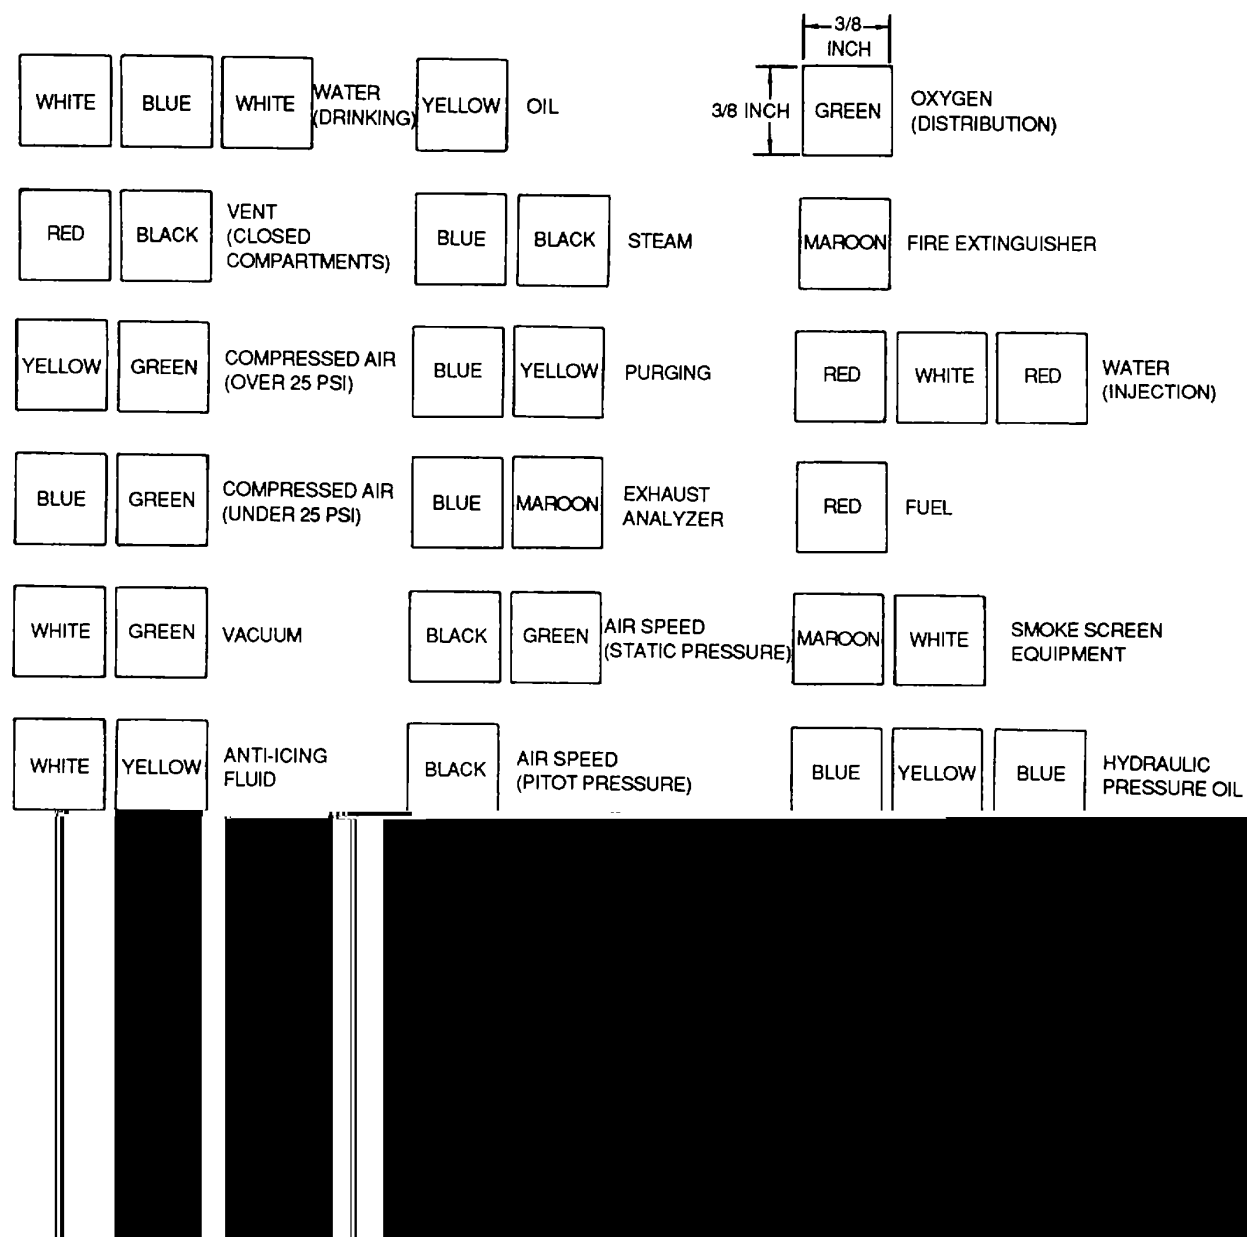 WHITE BLUE WHITE WATER
(DRINKING)
YELLOW OIL
3/8
INCH
3/8 INCH
GREEN OXYGEN
(DISTRIBUTION)
RED BLACK VENT
(CLOSED
COMPARTMENTS)
BLUE BLACK STEAM
MAROON FIRE EXTINGUISHER
YELLOW GREEN COMPRESSED AIR
(OVER 25 PSI)
BLUE YELLOW PURGING
RED WHITE RED WATER
(INJECTION)
BLUE GREEN COMPRESSED AIR
(UNDER 25 PSI)
BLUE MAROON EXHAUST
ANALYZER
RED FUEL
WHITE GREEN VACUUM
BLACK GREEN AIR SPEED
(STATIC PRESSURE)
MAROON WHITE SMOKE SCREEN
EQUIPMENT
WHITE YELLOW ANTI-ICING
FLUID
BLACK AIR SPEED
(PITOT PRESSURE)
BLUE YELLOW BLUE HYDRAULIC
PRESSURE OIL